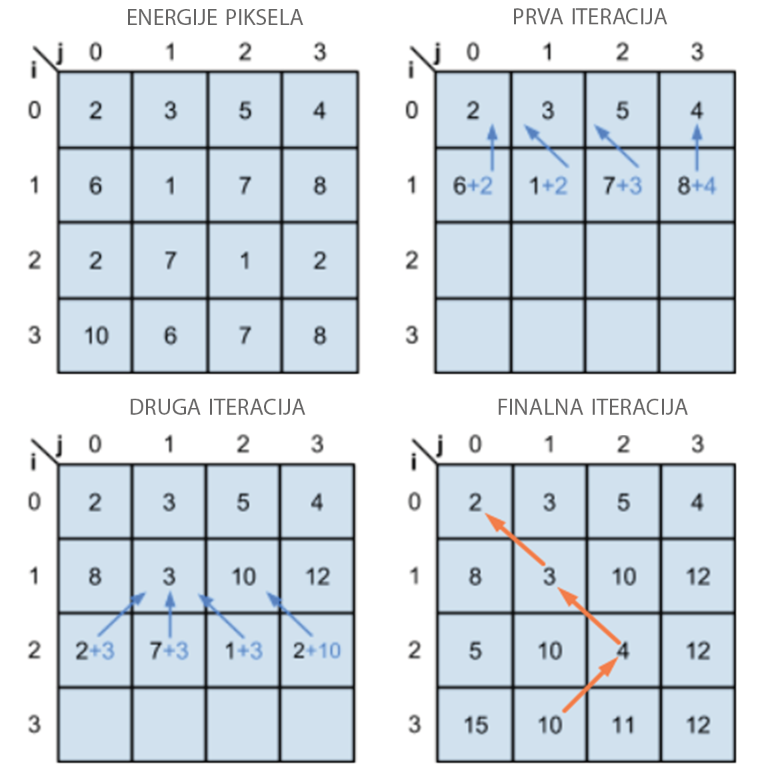 ENERGIJE PIKSELA
j 0 1 2 3
i
0 2 3 5 4
1 6 1 7 8
2 2 7 1 2
3 10 6 7 8
PRVA ITERACIJA
j 0 1 2 3
i
0 2 3 5 4
1 6+2 1+2 7+3 8+4
2
3
DRUGA ITERACIJA
j 0 1 2 3
i
0 2 3 5 4
1 8 3 10 12
2 2+3 7+3 1+3 2+10
3
FINALNA ITERACIJA
j 0 1 2 3
i
0 2 3 5 4
1 8 3 10 12
2 5 10 4 12
3 15 10 11 12